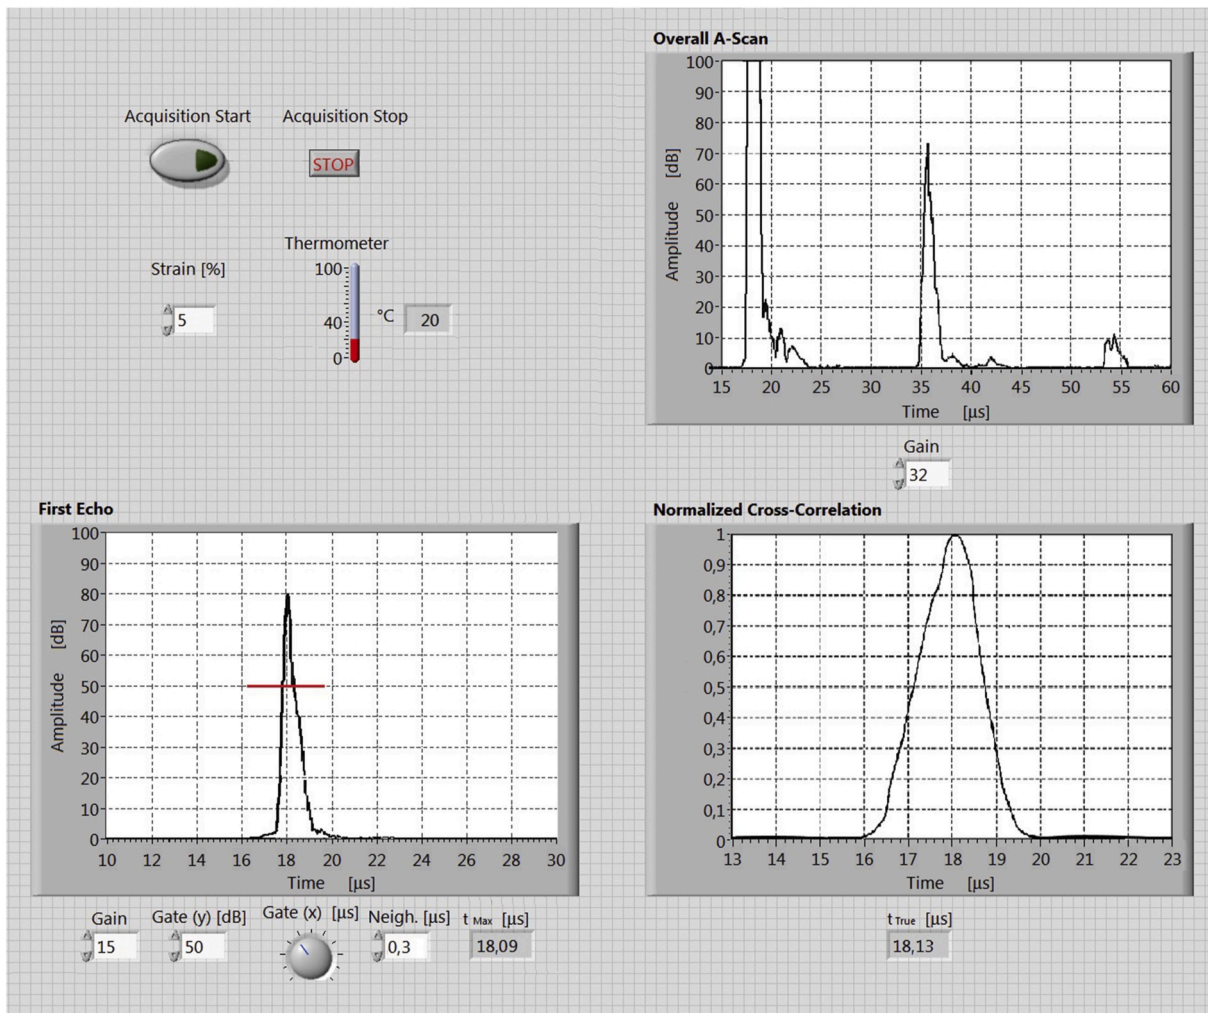 Overall A-Scan
Acquisition Start
Acquisition Stop
STOP
Strain [%]
5
Thermometer
100
40
0
°C
20
Amplitude [dB]
100
90
80
70
60
50
40
30
20
10
0
15 20 25 30 35 40 45 50 55 60
Time [µs]
Gain
32
First Echo
Amplitude [dB]
100
90
80
70
60
50
40
30
20
10
0
10 12 14 16 18 20 22 24 26 28 30
Time [µs]
Gain
15
Gate (y) [dB]
50
Gate (x) [µs]
Neigh. [µs]
0,3
t Max [µs]
18,09
Normalized Cross-Correlation
1
0,9
0,8
0,7
0,6
0,5
0,4
0,3
0,2
0,1
0
13 14 15 16 17 18 19 20 21 22 23
Time [µs]
t True [µs]
18,13